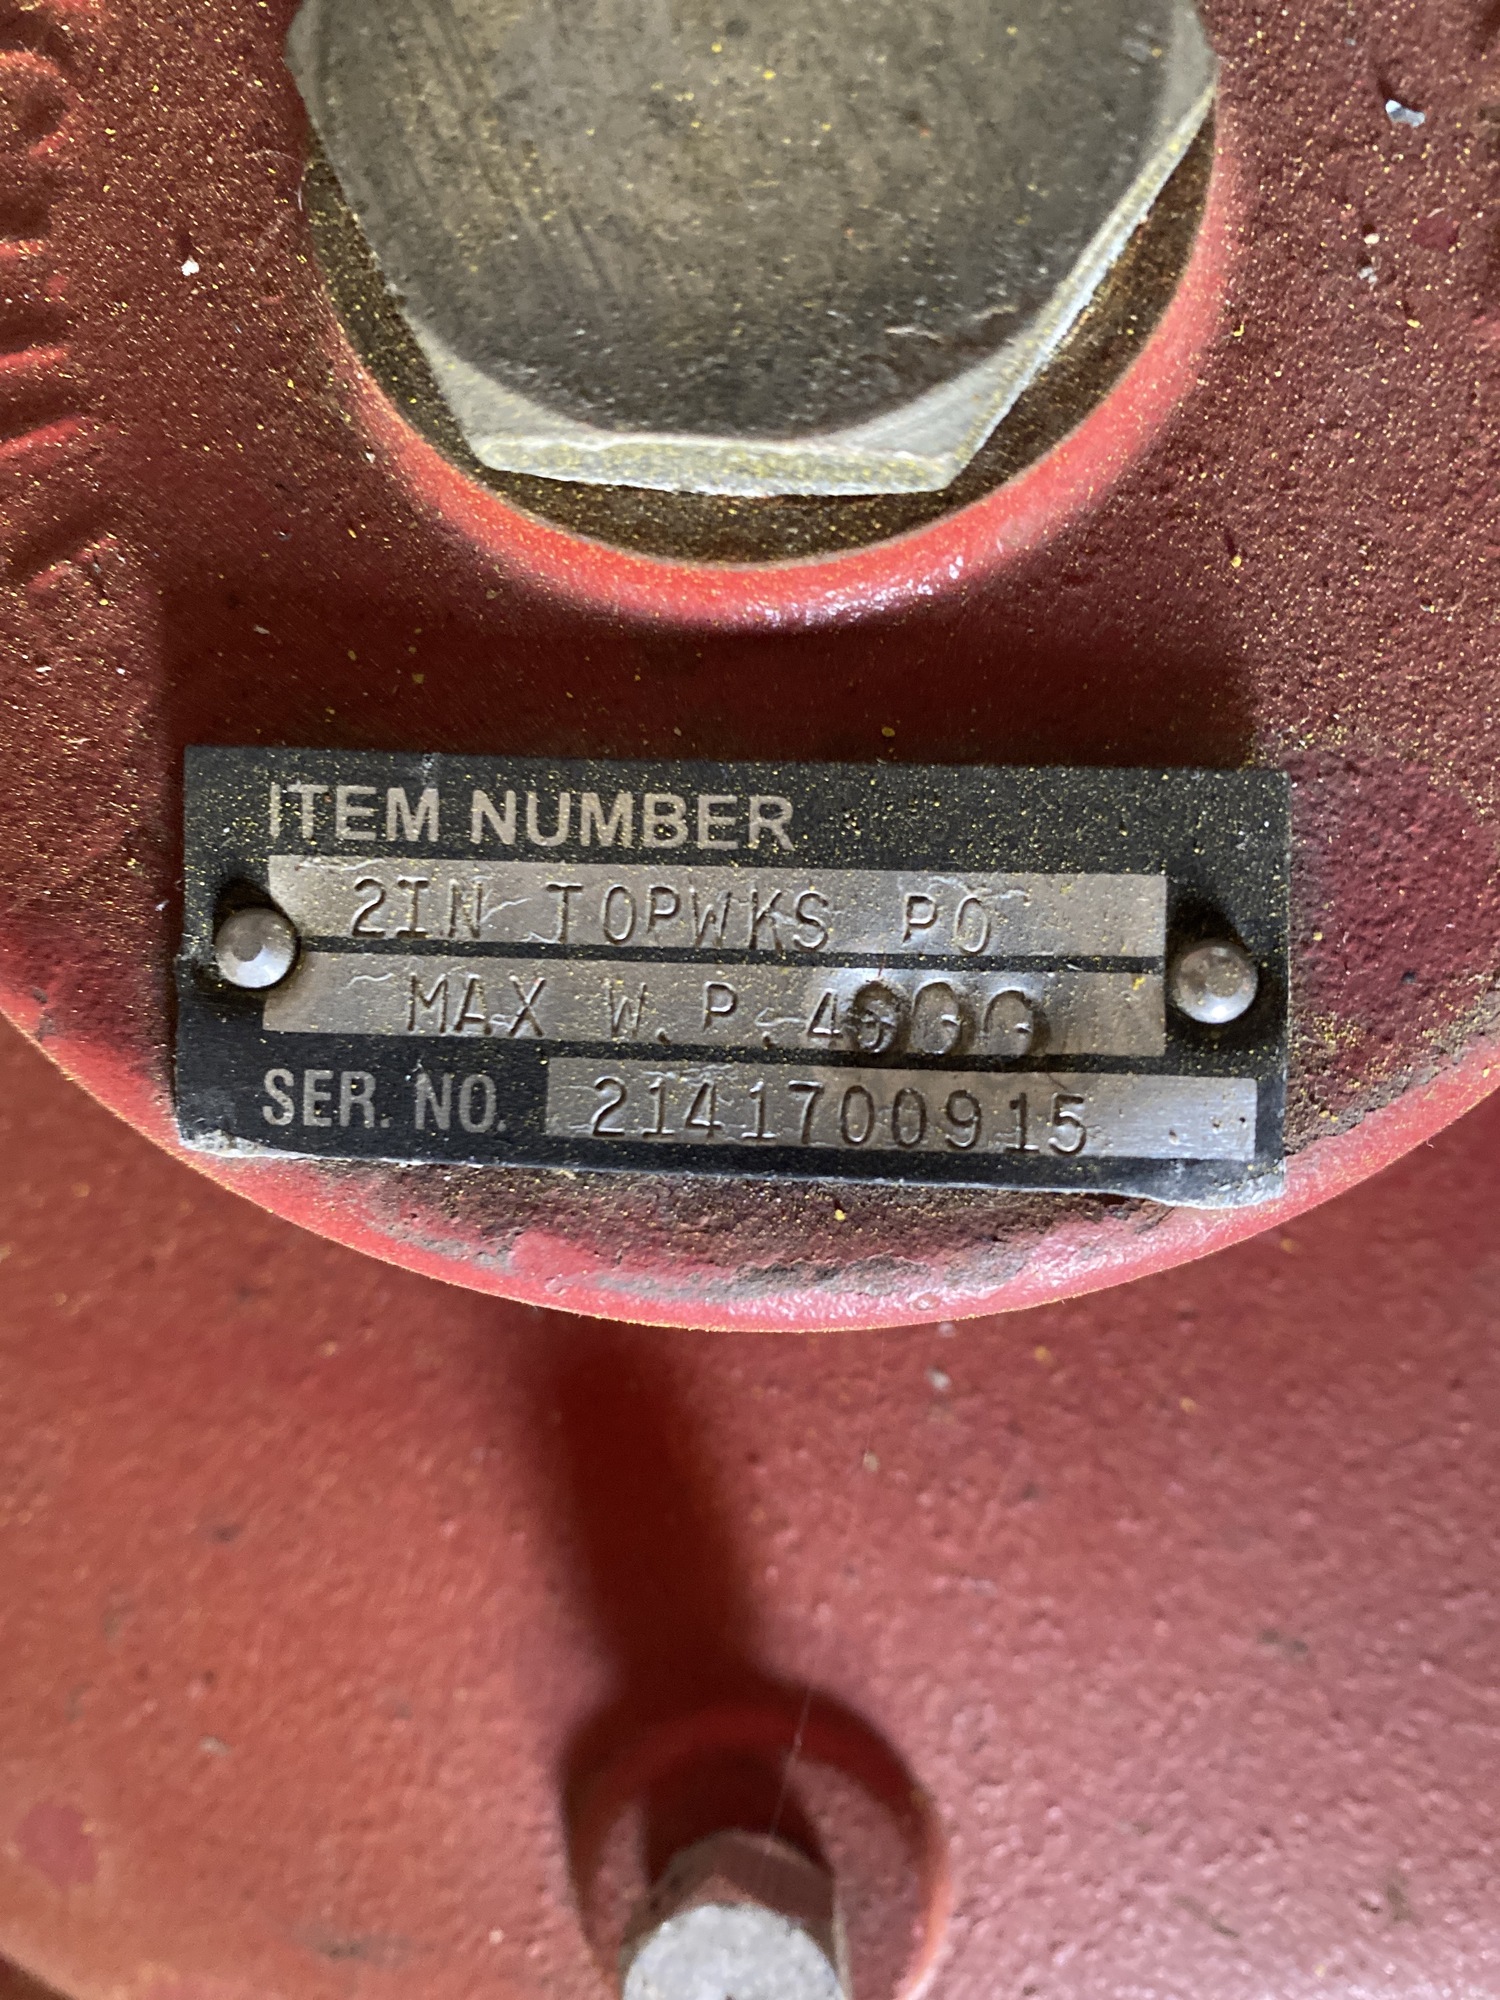 ITEM NUMBER
2IN TOPWKS PO
MAX W.P. 4000
SER. NO. 2141700915